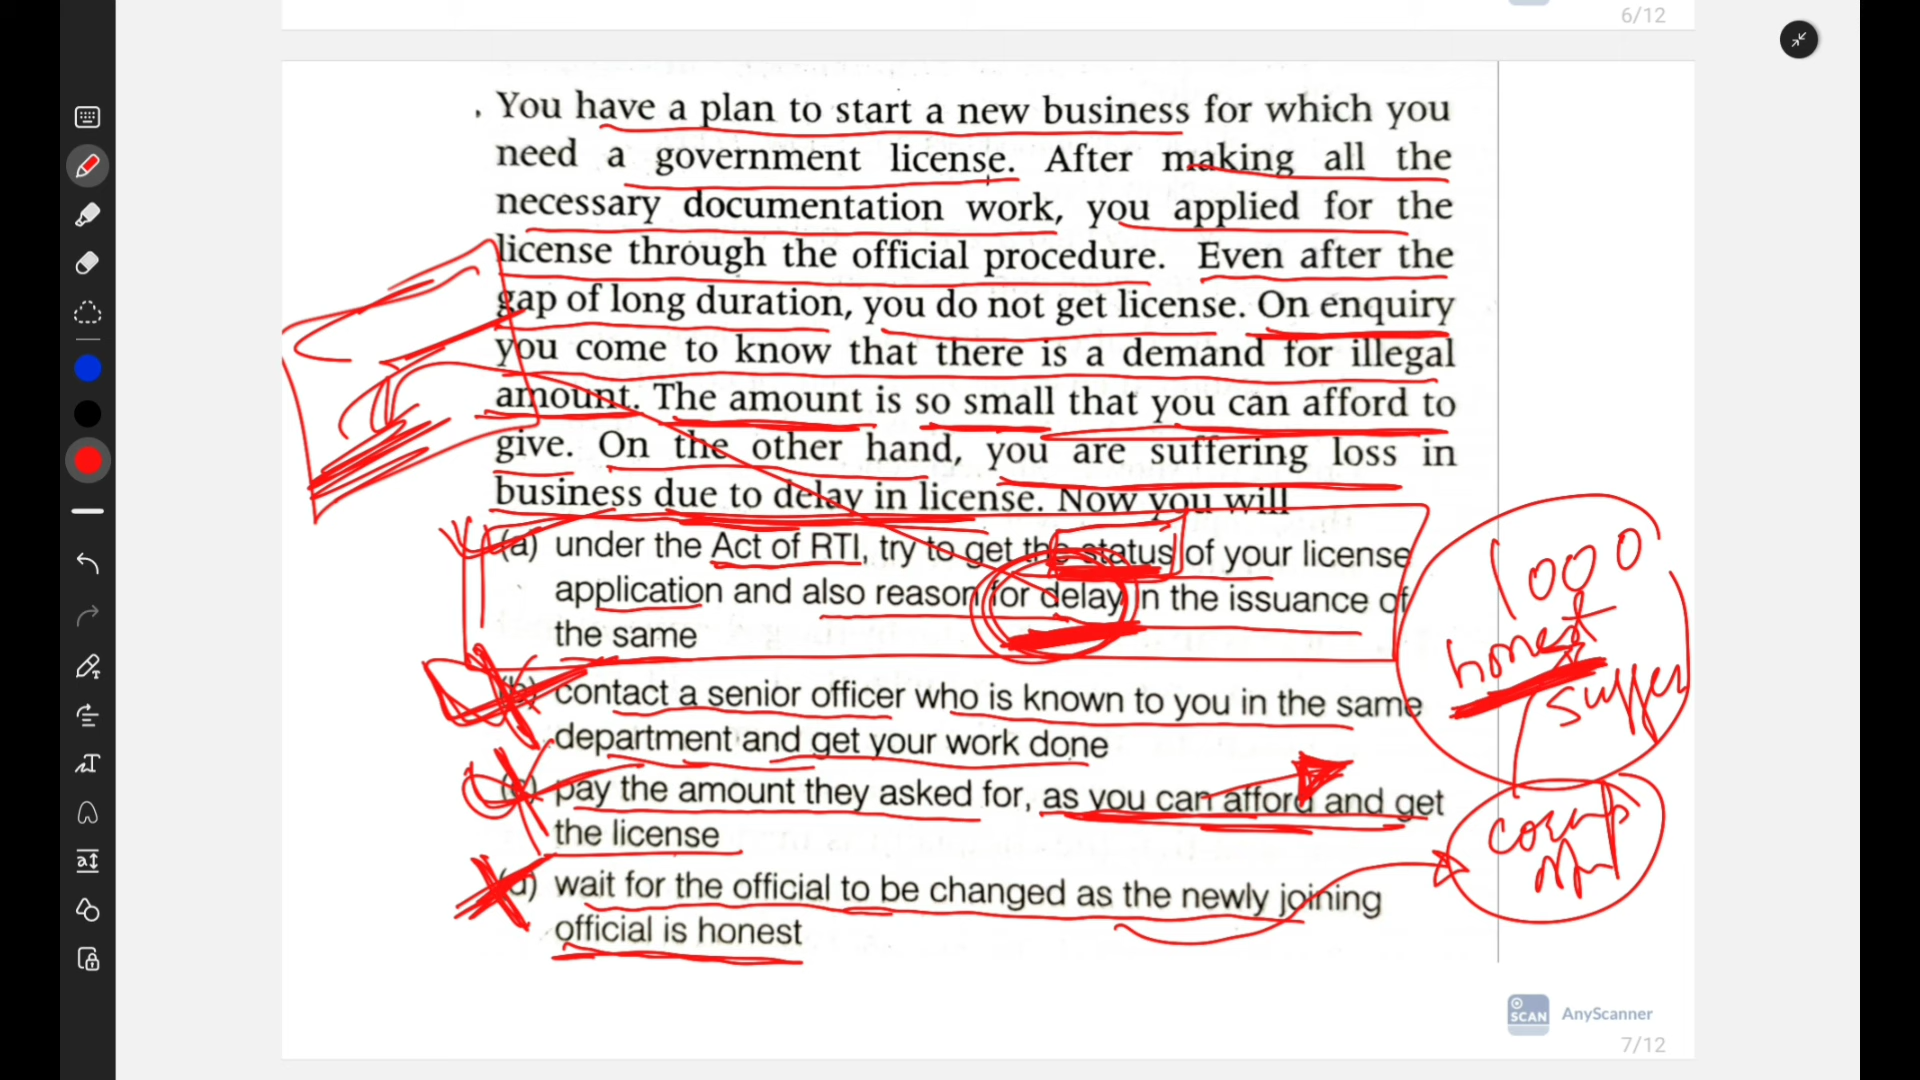 6/12
. You have a plan to start a new business for which you
need a government license. After making all the
necessary documentation work, you applied for the
license through the official procedure. Even after the
gap of long duration, you do not get license. On enquiry
you come to know that there is a demand for illegal
amount. The amount is so small that you can afford to
give. On the other hand, you are suffering loss in
business due to delay in license. Now you will
(a) under the Act of RTI, try to get the status of your license
application and also reason for delay in the issuance of
the same
(b) contact a senior officer who is known to you in the same
department and get your work done
(c) pay the amount they asked for, as you can afford and get
the license
(d) wait for the official to be changed as the newly joining
official is honest
1000
honest
suffer
SCAN AnyScanner
7/12